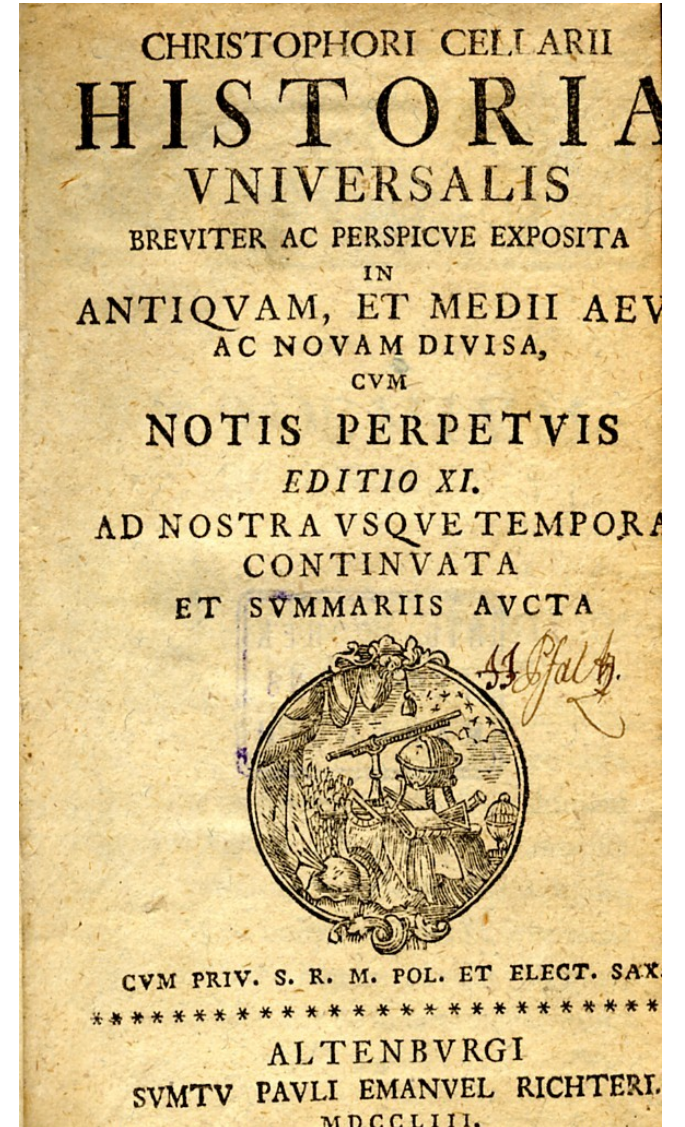 CHRISTOPHORI CELLARII
HISTORIA
VNIVERSALIS
BREVITER AC PERSPICVE EXPOSITA
IN
ANTIQVAM, ET MEDII AEV
AC NOVAM DIVISA,
CVM
NOTIS PERPETVIS
EDITIO XI.
AD NOSTRA VSQVE TEMPORA
CONTINVATA
ET SVMMARIIS AVCTA
CVM PRIV. S. R. M. POL. ET ELECT. SAX.
ALTENBVRGI
SVMTV PAVLI EMANVEL RICHTERI.
MDCCLIII.